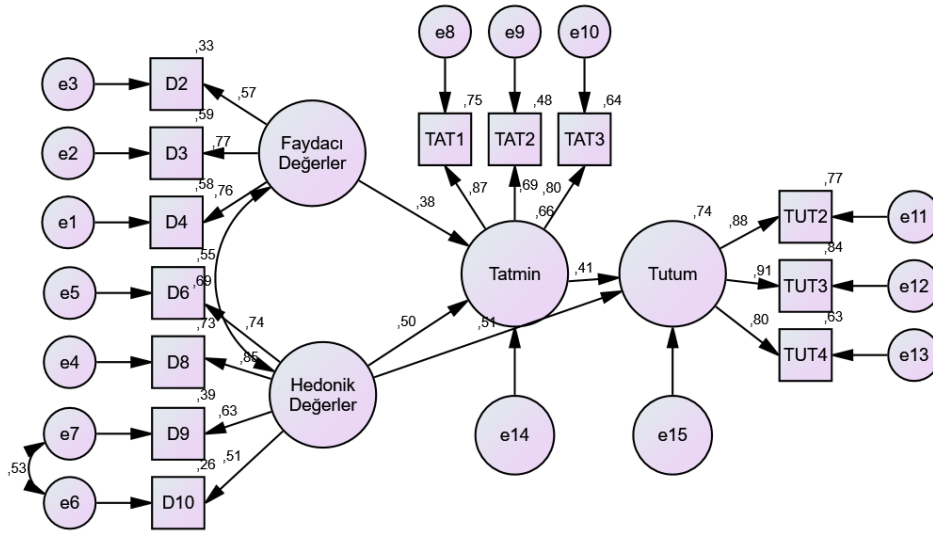 e8
e9
e10
,33
e3
D2
,57
,75
,48
,64
,59
Faydacı
Değerler
TAT1
TAT2
TAT3
e2
D3
,77
,58
,76
,87
,69
,80
,77
e1
D4
,38
,66
,74
,88
TUT2
e11
,55
,84
e5
D6
,69
Tatmin
,41
Tutum
,91
TUT3
e12
,73
,74
,50
,51
,80
,63
e4
D8
,85
TUT4
e13
,39
Hedonik
Değerler
,63
e7
D9
e14
e15
,26
,51
,53
e6
D10